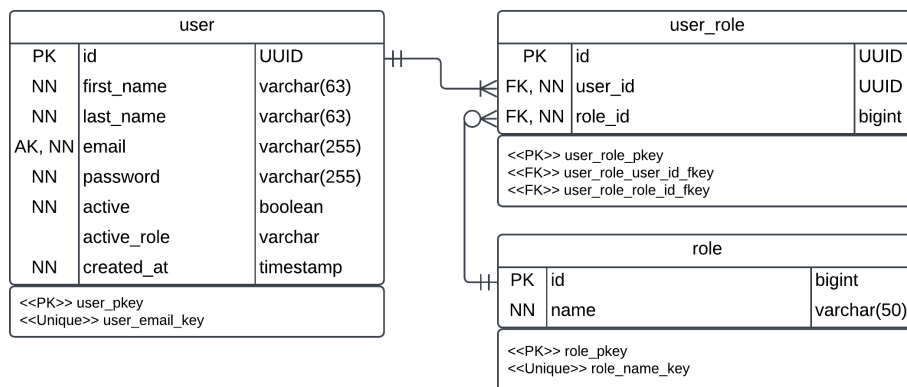 user
PK id UUID
NN first_name varchar(63)
NN last_name varchar(63)
AK, NN email varchar(255)
NN password varchar(255)
NN active boolean
active_role varchar
NN created_at timestamp
<<PK>> user_pkey
<<Unique>> user_email_key
user_role
PK id UUID
FK, NN user_id UUID
FK, NN role_id bigint
<<PK>> user_role_pkey
<<FK>> user_role_user_id_fkey
<<FK>> user_role_role_id_fkey
role
PK id bigint
NN name varchar(50)
<<PK>> role_pkey
<<Unique>> role_name_key